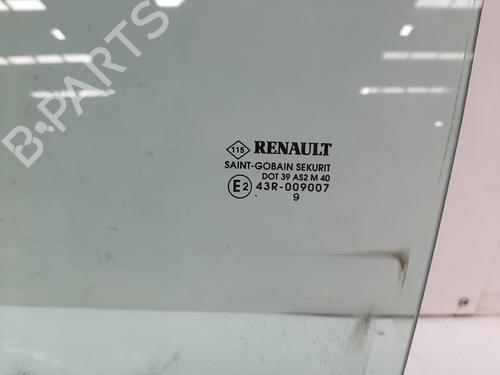 B-PARTS
115 RENAULT
SAINT-GOBAIN SEKURIT
DOT 39 AS2 M 40
E2 43R-009007
9